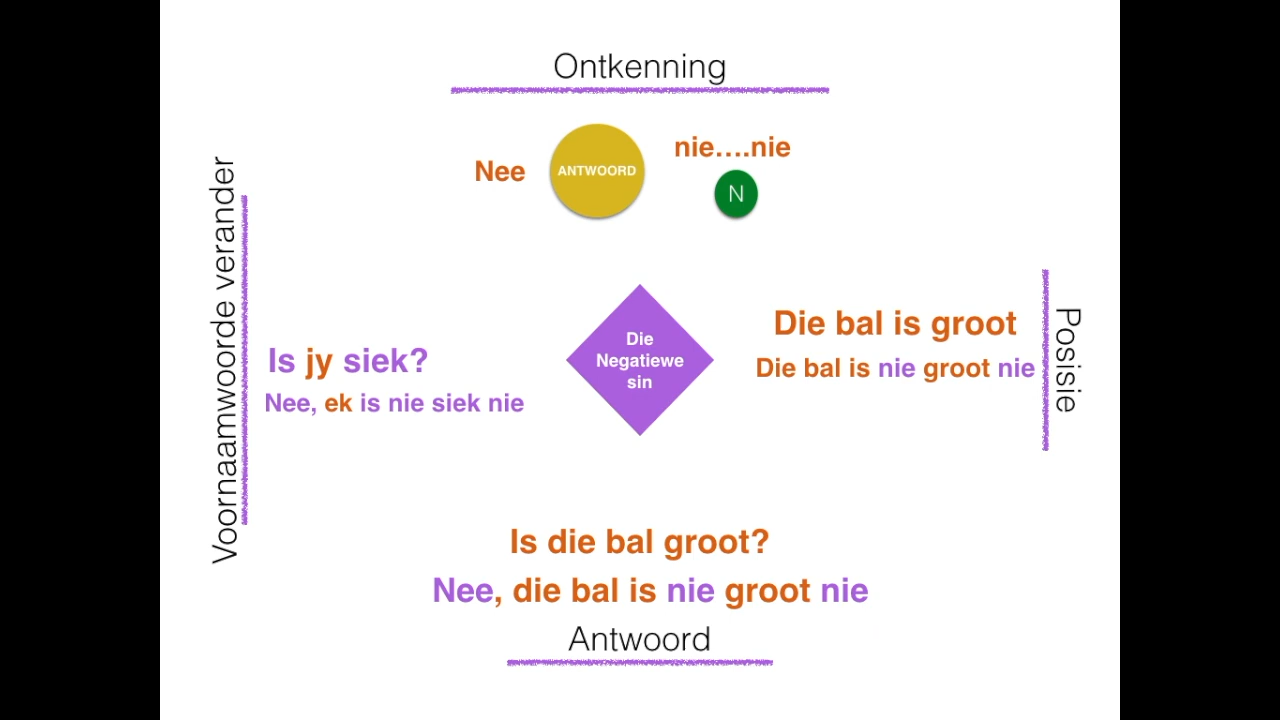 Ontkenning
Nee
ANTWOORD
nie....nie
N
Voornaamwoorde verander
Is jy siek?
Nee, ek is nie siek nie
Die
Negatiewe
sin
Die bal is groot
Die bal is nie groot nie
Posisie
Is die bal groot?
Nee, die bal is nie groot nie
Antwoord